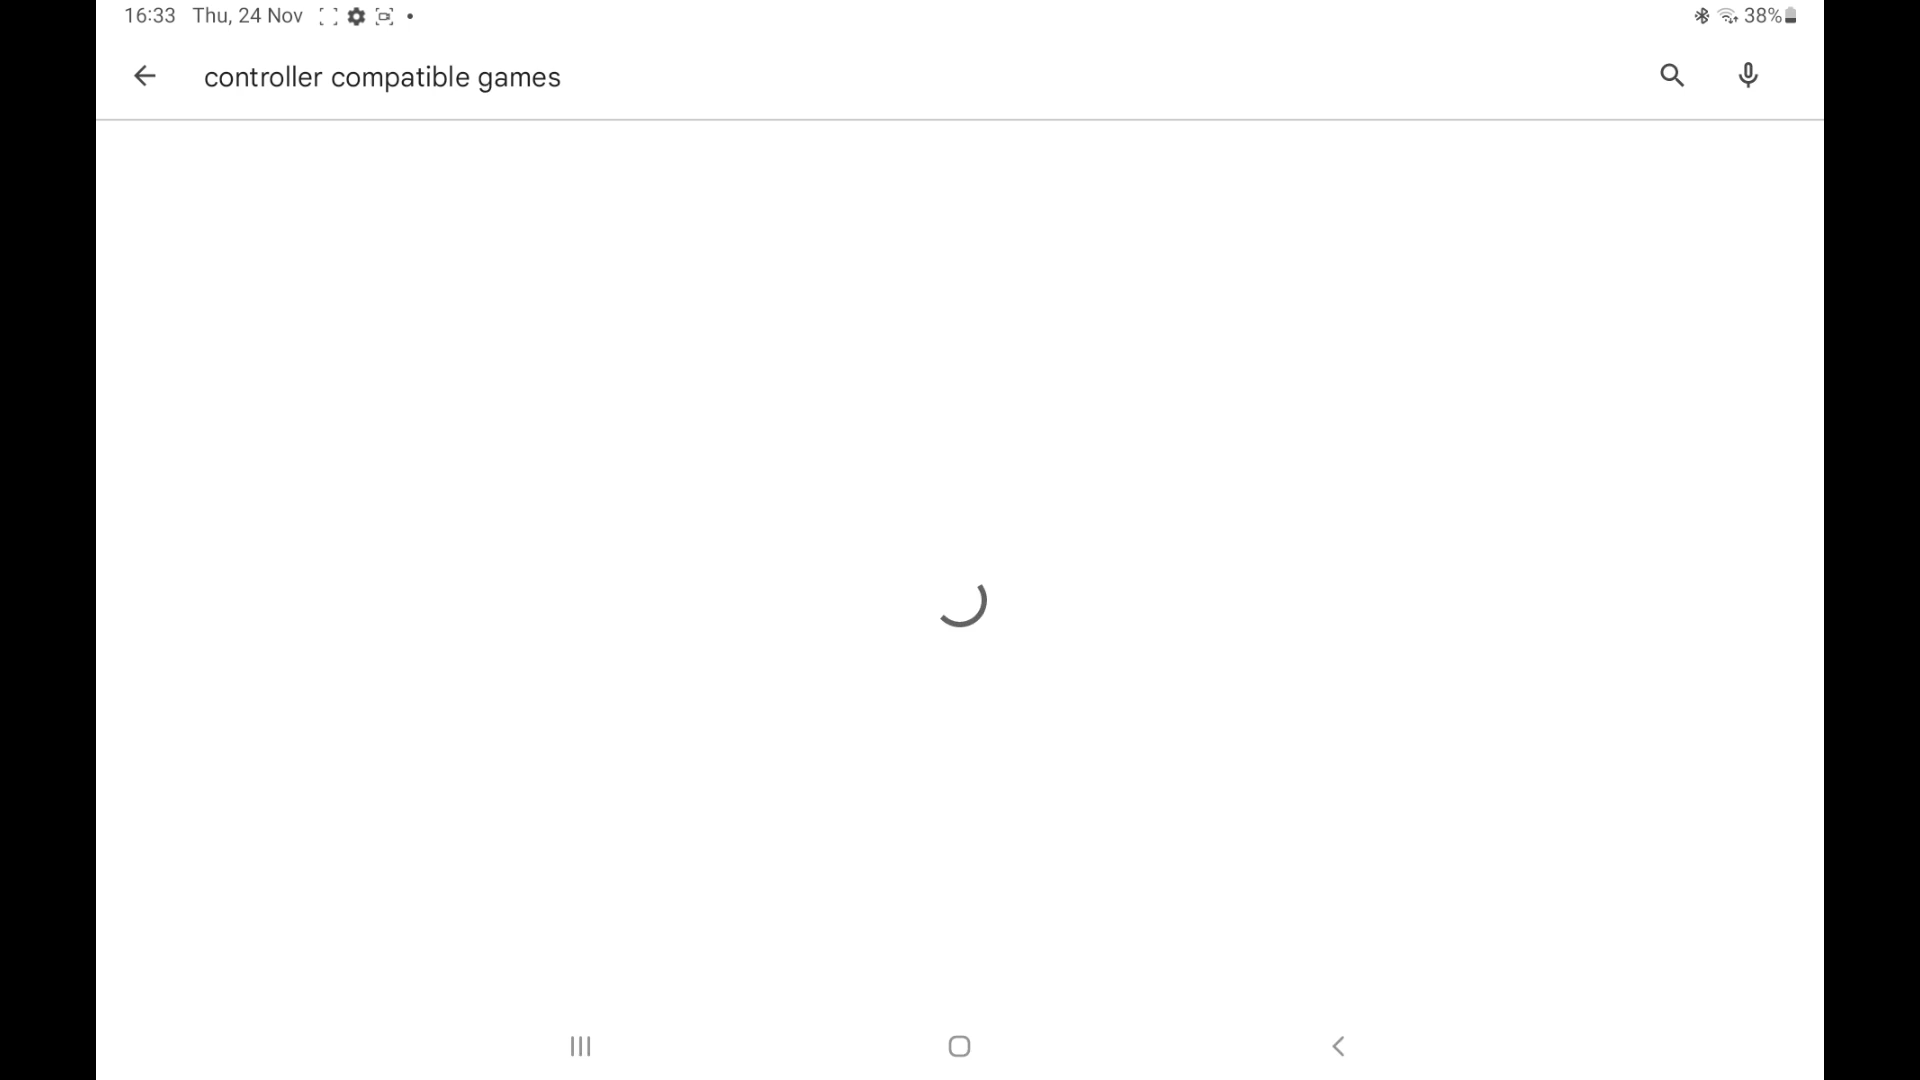 16:33 Thu, 24 Nov 38%
controller compatible games